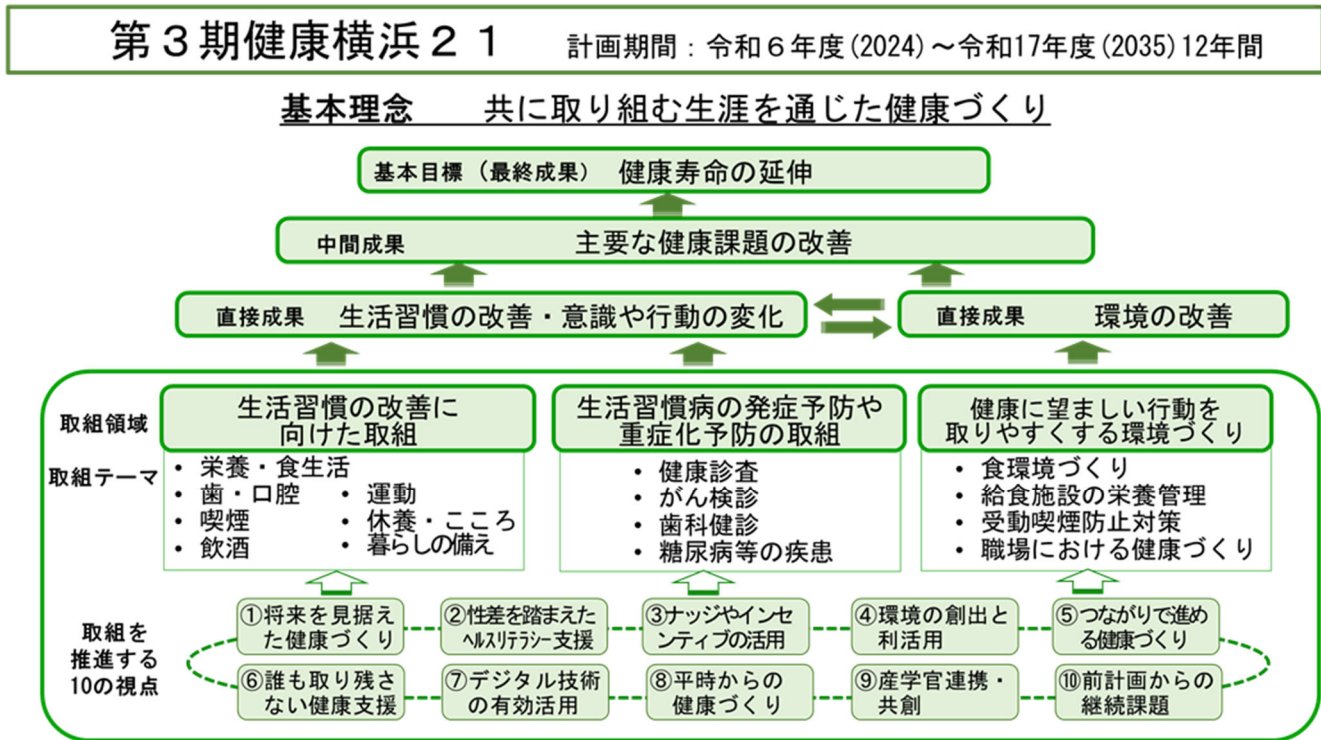 第３期健康横浜２１　計画期間：令和６年度(2024)～令和17年度(2035)12年間
基本理念　共に取り組む生涯を通じた健康づくり
基本目標（最終成果）　健康寿命の延伸
中間成果　主要な健康課題の改善
直接成果　生活習慣の改善・意識や行動の変化
直接成果　環境の改善
取組領域
生活習慣の改善に
向けた取組
生活習慣病の発症予防や
重症化予防の取組
健康に望ましい行動を
取りやすくする環境づくり
取組テーマ
• 栄養・食生活
• 歯・口腔
• 喫煙
• 飲酒
• 運動
• 休養・こころ
• 暮らしの備え
• 健康診査
• がん検診
• 歯科健診
• 糖尿病等の疾患
• 食環境づくり
• 給食施設の栄養管理
• 受動喫煙防止対策
• 職場における健康づくり
取組を
推進する
10の視点
①将来を見据え
た健康づくり
②性差を踏まえた
ヘルスリテラシー支援
③ナッジやインセ
ンティブの活用
④環境の創出と
利活用
⑤つながりで進め
る健康づくり
⑥誰も取り残さ
ない健康支援
⑦デジタル技術
の有効活用
⑧平時からの
健康づくり
⑨産学官連携・
共創
⑩前計画からの
継続課題